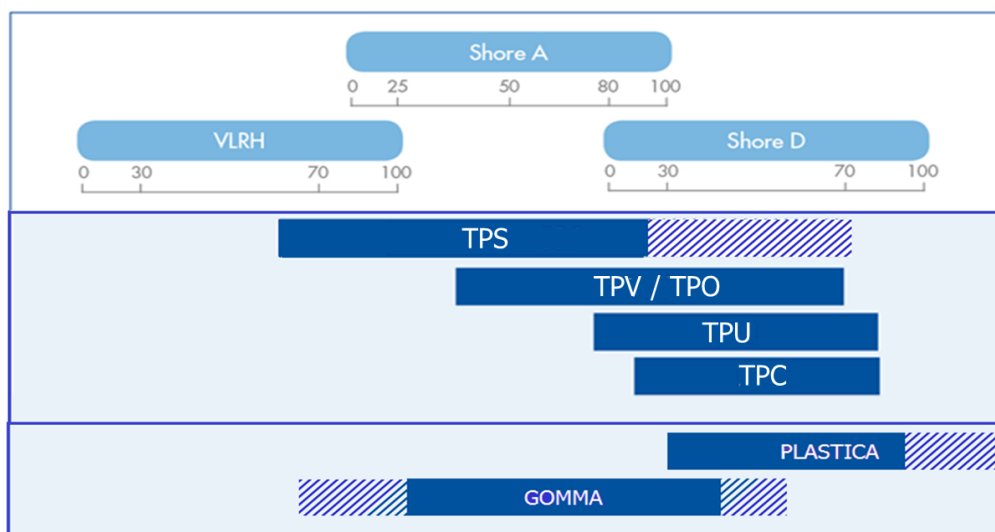 Shore A
0 25 50 80 100
VLRH Shore D
0 30 70 100 0 30 70 100
TPS
TPV / TPO
TPU
TPC
PLASTICA
GOMMA